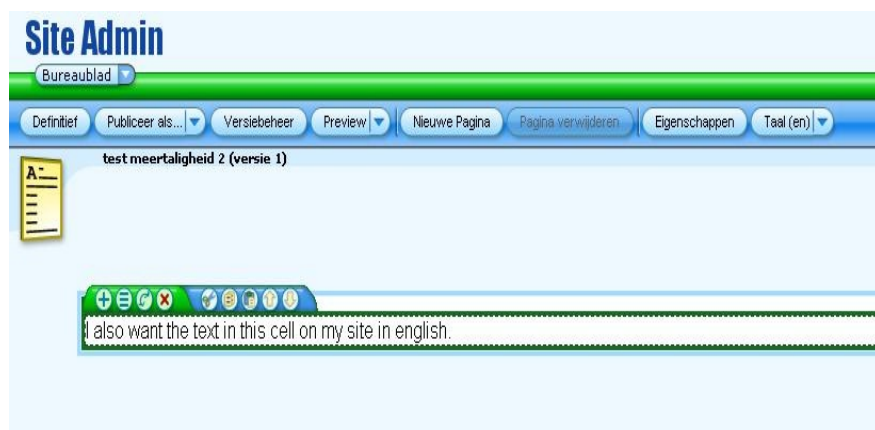 Site Admin
Bureaublad
Definitief Publiceer als... Versiebeheer Preview Nieuwe Pagina Pagina verwijderen Eigenschappen Taal (en)
test meertaligheid 2 (versie 1)
A
I also want the text in this cell on my site in english.